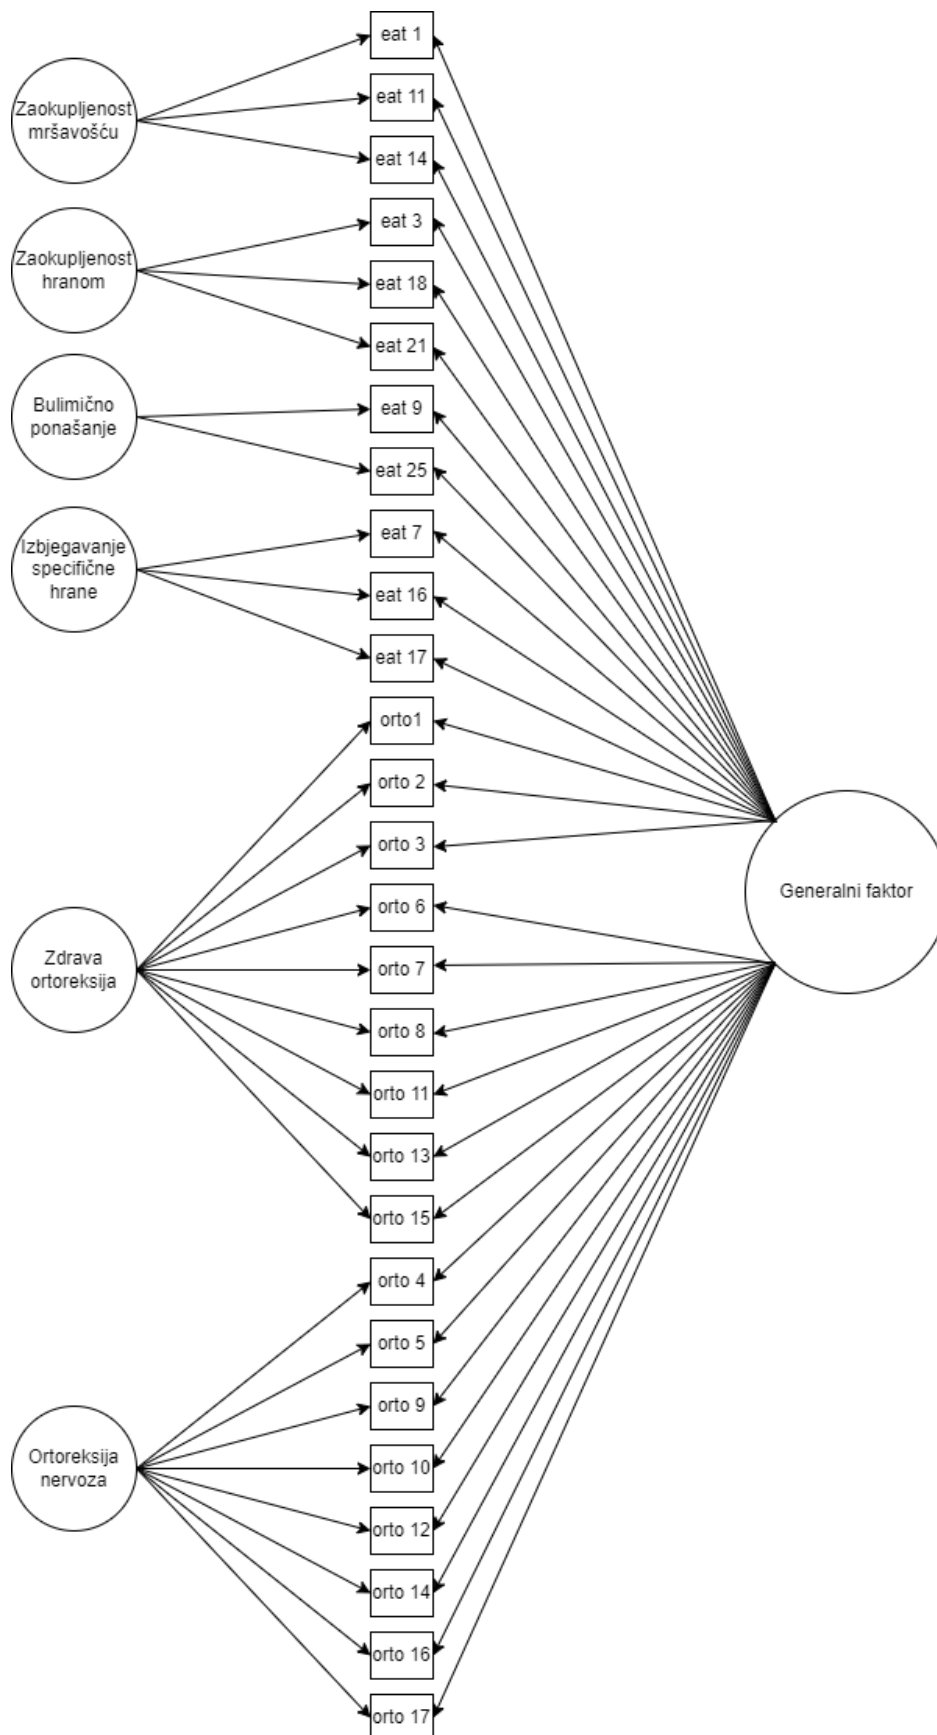 eat 1
Zaokupljenost
mršavošću
eat 11
eat 14
Zaokupljenost
hranom
eat 3
eat 18
eat 21
Bulimično
ponašanje
eat 9
eat 25
Izbjegavanje
specifične
hrane
eat 7
eat 16
eat 17
orto1
orto 2
orto 3
orto 6
Generalni faktor
Zdrava
ortoreksija
orto 7
orto 8
orto 11
orto 13
orto 15
orto 4
orto 5
orto 9
Ortoreksija
nervoza
orto 10
orto 12
orto 14
orto 16
orto 17